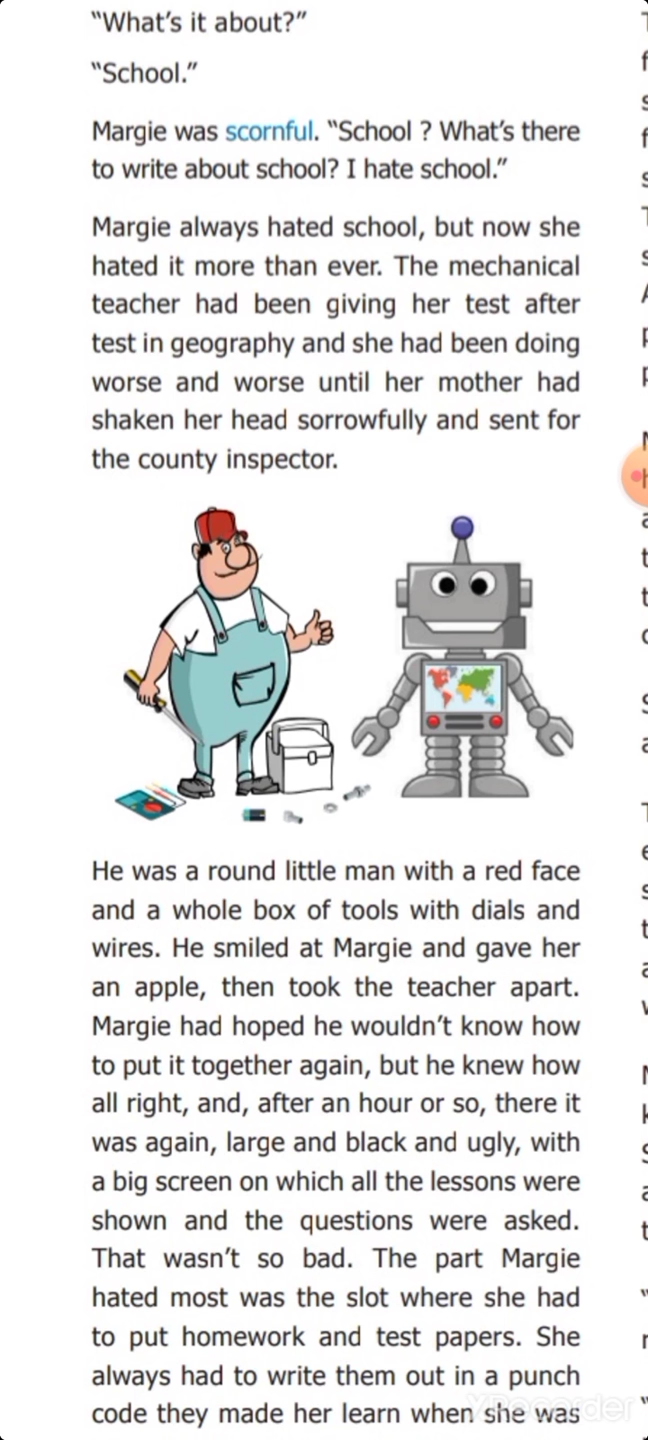 “What’s it about?”
“School.”
Margie was scornful. “School ? What’s there
to write about school? I hate school.”
Margie always hated school, but now she
hated it more than ever. The mechanical
teacher had been giving her test after
test in geography and she had been doing
worse and worse until her mother had
shaken her head sorrowfully and sent for
the county inspector.
He was a round little man with a red face
and a whole box of tools with dials and
wires. He smiled at Margie and gave her
an apple, then took the teacher apart.
Margie had hoped he wouldn’t know how
to put it together again, but he knew how
all right, and, after an hour or so, there it
was again, large and black and ugly, with
a big screen on which all the lessons were
shown and the questions were asked.
That wasn’t so bad. The part Margie
hated most was the slot where she had
to put homework and test papers. She
always had to write them out in a punch
code they made her learn when she was